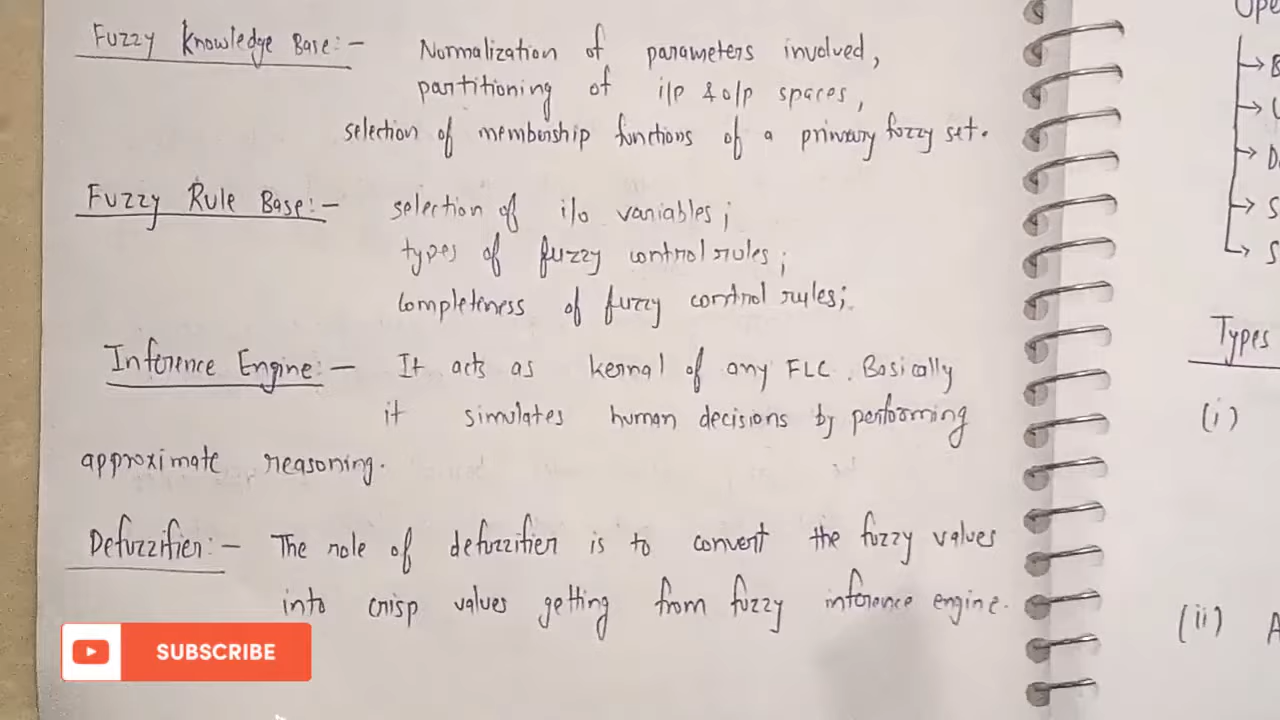 Fuzzy Knowledge Base:- Normalization of parameters involved,
partitioning of i/p & o/p spaces,
selection of membership functions of a primary fuzzy set.
Fuzzy Rule Base:- selection of i/o variables;
types of fuzzy control rules;
completeness of fuzzy control rules;
Inference Engine:- It acts as kernal of any FLC. Basically
it simulates human decisions by performing
approximate reasoning.
Defuzzifier:- The role of defuzzifier is to convert the fuzzy values
into crisp values getting from fuzzy inference engine.
SUBSCRIBE
Types
(i)
(ii)